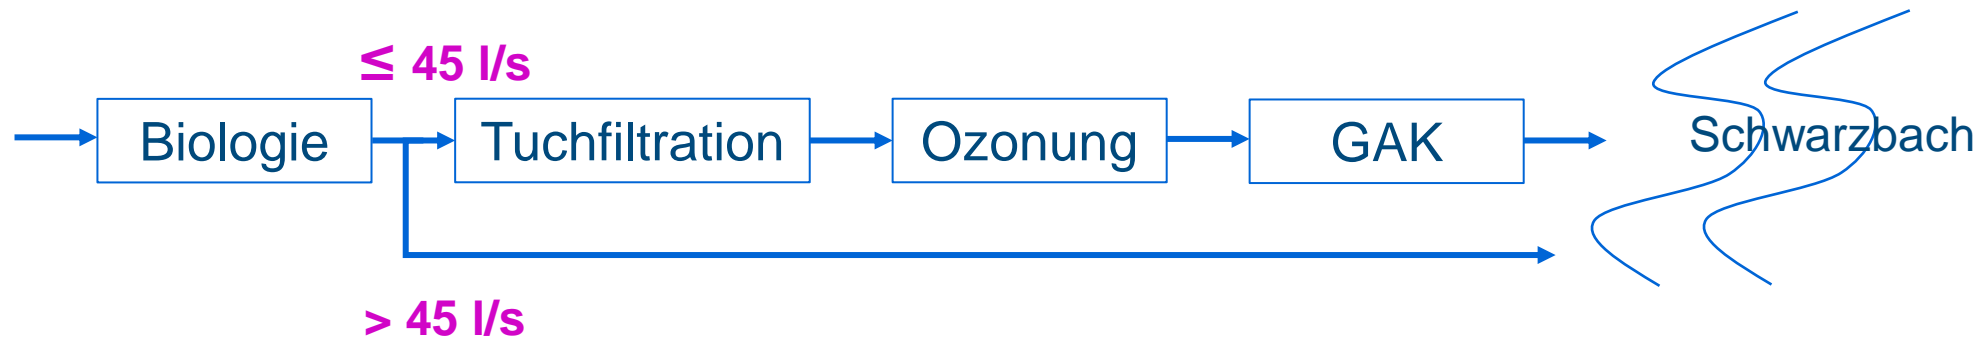 ≤ 45 l/s
Biologie
Tuchfiltration
Ozonung
GAK
Schwarzbach
> 45 l/s